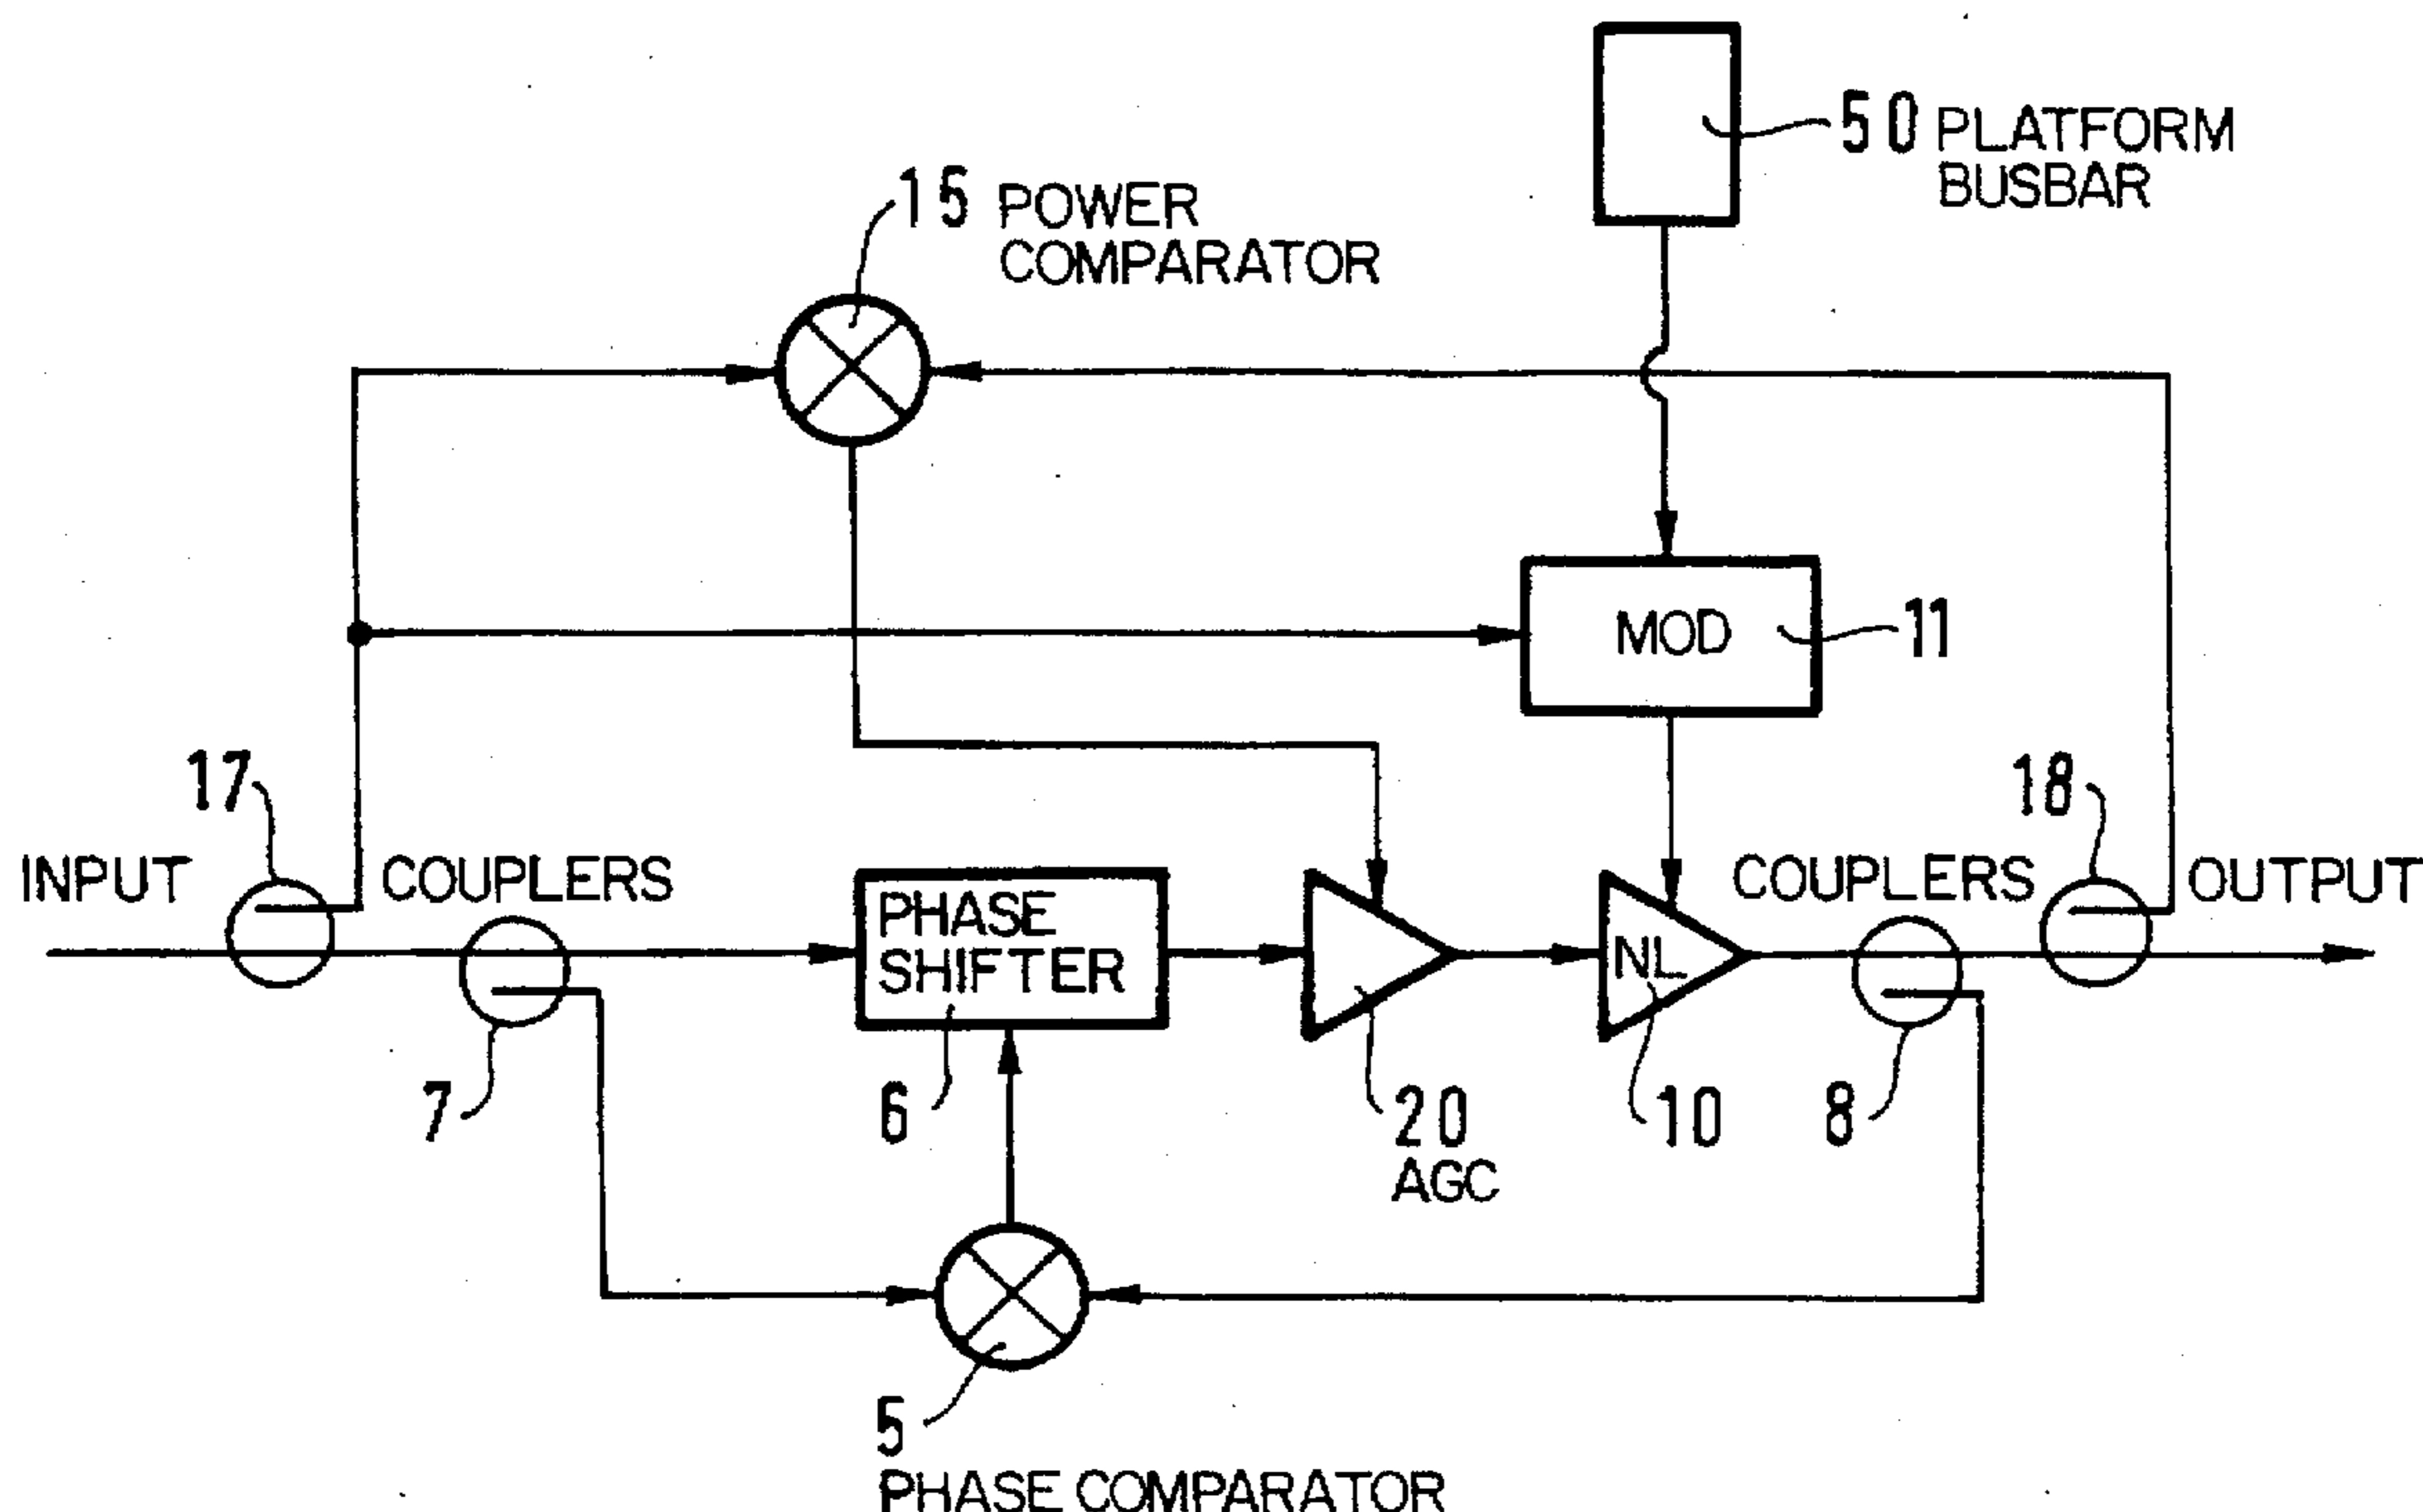 50 PLATFORM
BUSBAR
15 POWER
COMPARATOR
MOD
11
17
18
INPUT
COUPLERS
PHASE
SHIFTER
NL
COUPLERS
OUTPUT
7
6
20
AGC
10
8
5
PHASE COMPARATOR